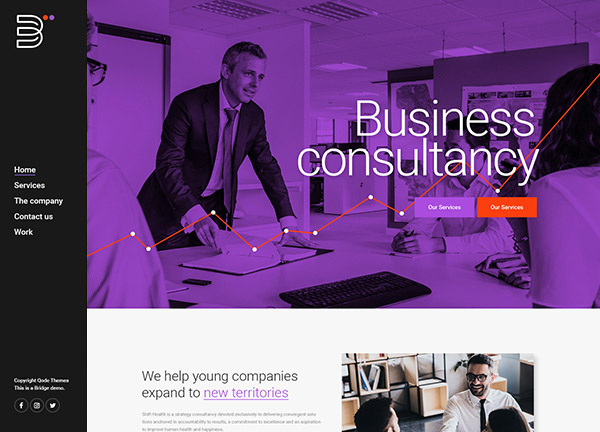 Home
Services
The company
Contact us
Work
Copyright Qode Themes
This is a Bridge demo.
Business
consultancy
Our Services
Our Services
We help young companies
expand to new territories
Shift Health is a strategy consultancy devoted exclusively to delivering convergent solu
tions anchored in accountability to results, a commitment to excellence and an aspiration
to improve human health and happiness.